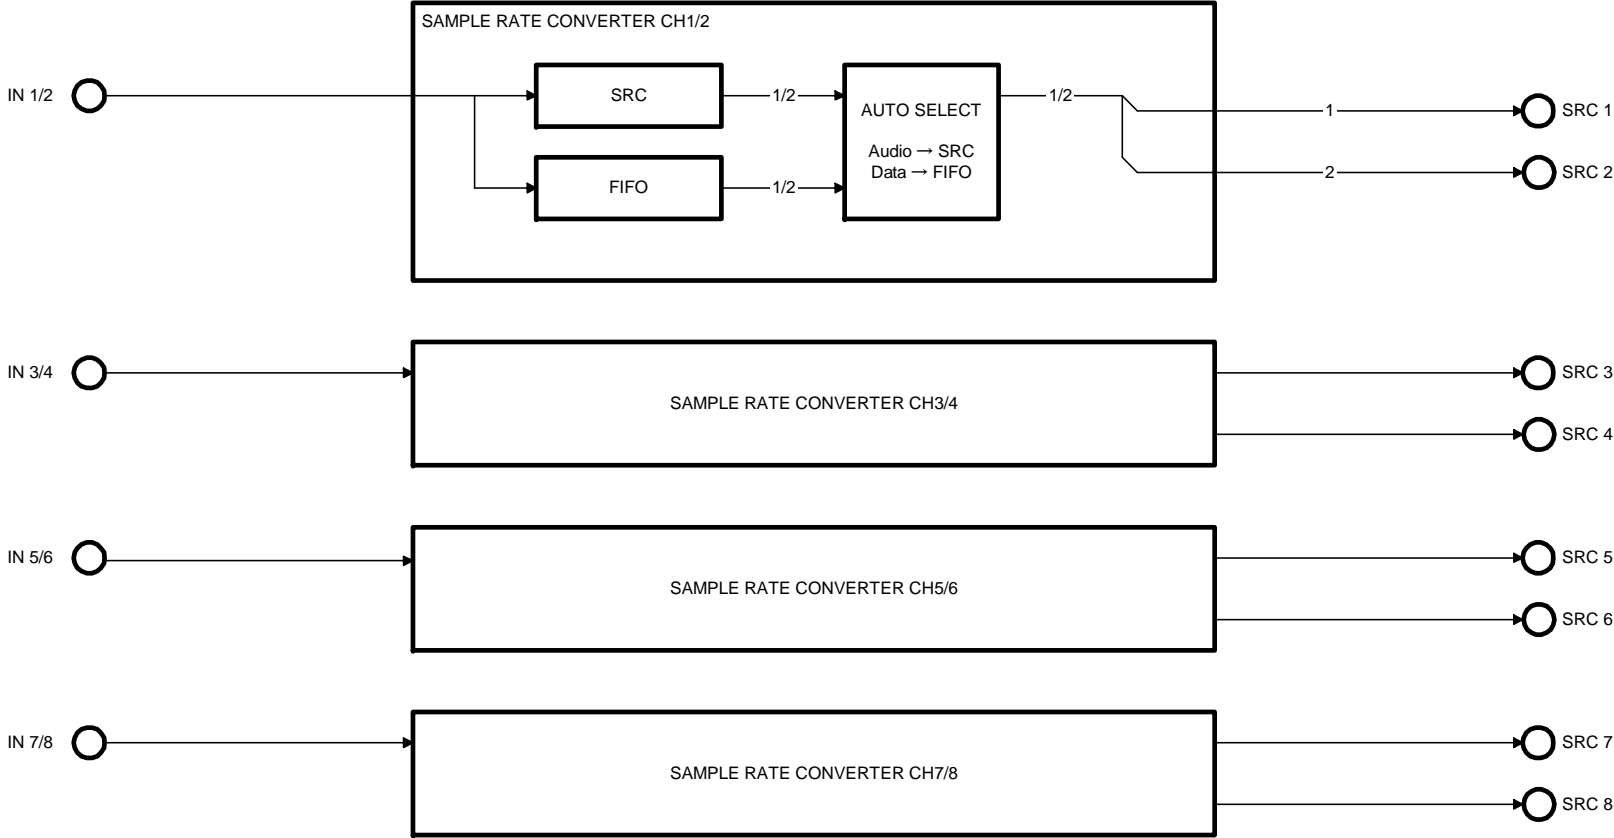 SAMPLE RATE CONVERTER CH1/2
IN 1/2
SRC
1/2
AUTO SELECT
Audio → SRC
Data → FIFO
1/2
1
SRC 1
FIFO
1/2
2
SRC 2
IN 3/4
SAMPLE RATE CONVERTER CH3/4
SRC 3
SRC 4
IN 5/6
SAMPLE RATE CONVERTER CH5/6
SRC 5
SRC 6
IN 7/8
SAMPLE RATE CONVERTER CH7/8
SRC 7
SRC 8